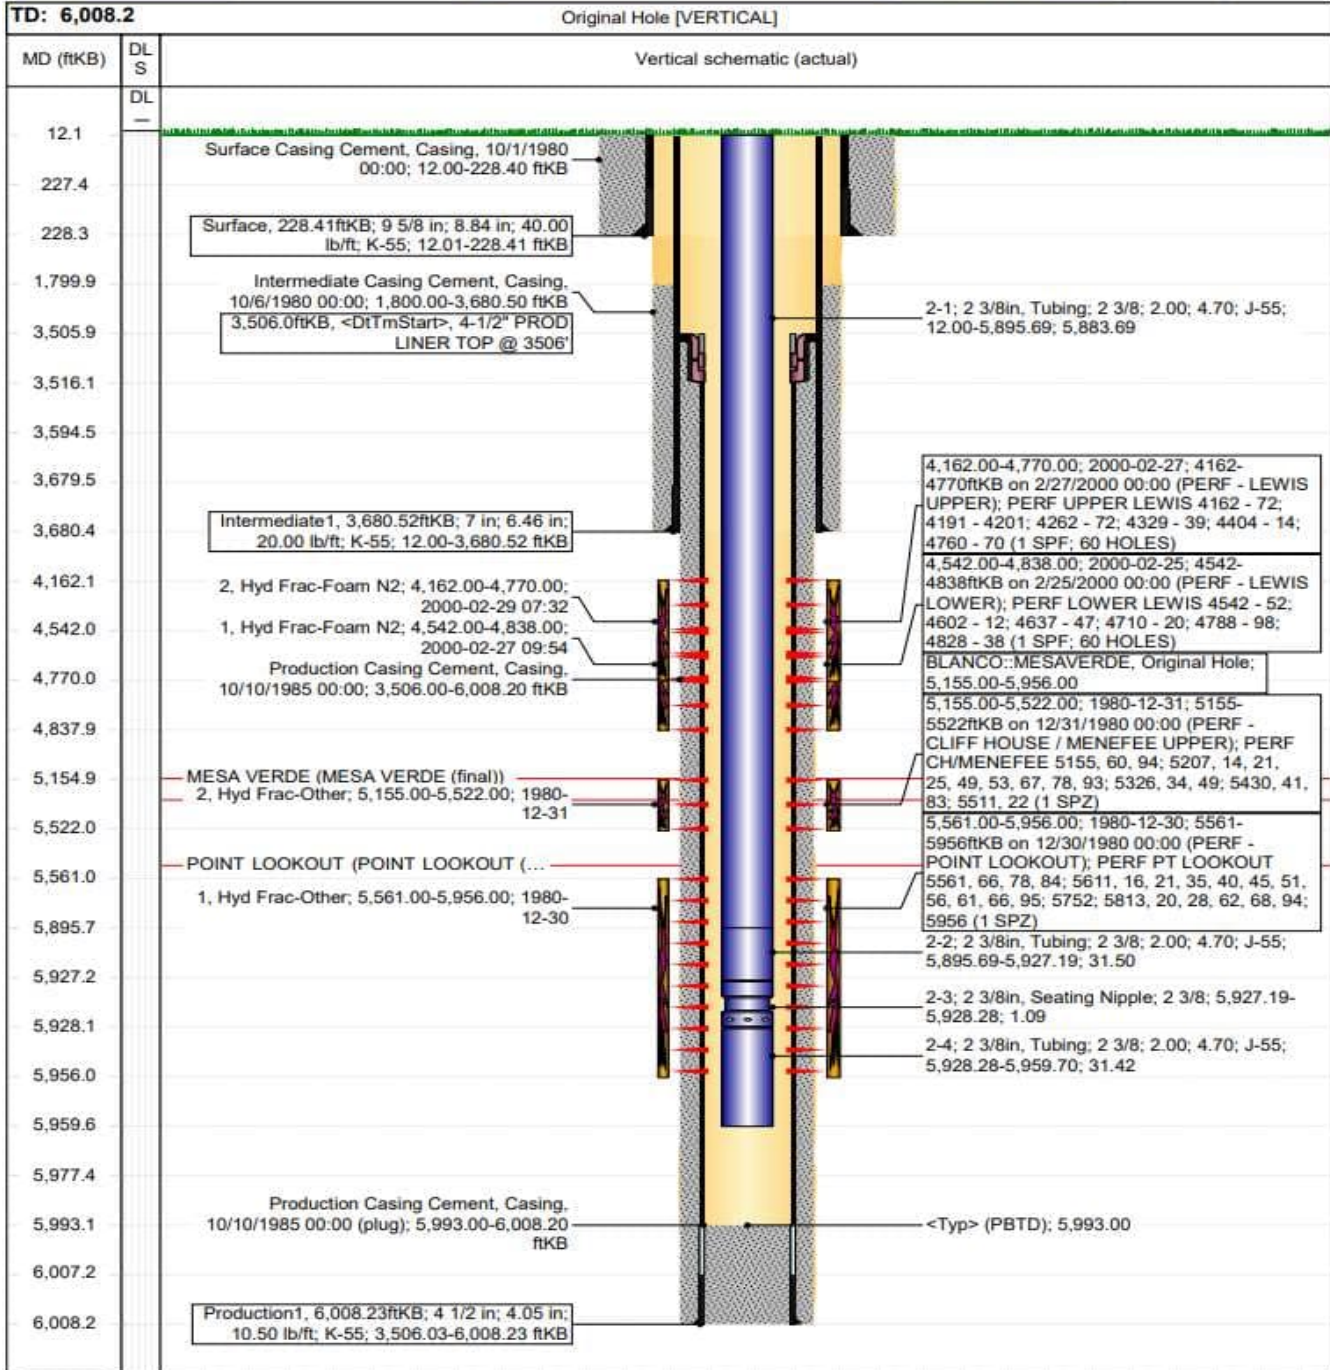 TD: 6,008.2
Original Hole [VERTICAL]
MD (ftKB)
DL
S
Vertical schematic (actual)
DL
—
12.1
227.4
228.3
1,799.9
3,505.9
3,516.1
3,594.5
3,679.5
3,680.4
4,162.1
4,542.0
4,770.0
4,837.9
5,154.9
5,522.0
5,561.0
5,895.7
5,927.2
5,928.1
5,956.0
5,959.6
5,977.4
5,993.1
6,007.2
6,008.2
Surface Casing Cement, Casing, 10/1/1980
00:00; 12.00-228.40 ftKB
Surface, 228.41ftKB; 9 5/8 in; 8.84 in; 40.00
lb/ft; K-55; 12.01-228.41 ftKB
Intermediate Casing Cement, Casing,
10/6/1980 00:00; 1,800.00-3,680.50 ftKB
3,506.0ftKB, <DtTmStart>, 4-1/2" PROD
LINER TOP @ 3506'
Intermediate1, 3,680.52ftKB; 7 in; 6.46 in;
20.00 lb/ft; K-55; 12.00-3,680.52 ftKB
2, Hyd Frac-Foam N2; 4,162.00-4,770.00;
2000-02-29 07:32
1, Hyd Frac-Foam N2; 4,542.00-4,838.00;
2000-02-27 09:54
Production Casing Cement, Casing,
10/10/1985 00:00; 3,506.00-6,008.20 ftKB
MESA VERDE (MESA VERDE (final))
2, Hyd Frac-Other; 5,155.00-5,522.00; 1980-
12-31
POINT LOOKOUT (POINT LOOKOUT (...
1, Hyd Frac-Other; 5,561.00-5,956.00; 1980-
12-30
Production Casing Cement, Casing,
10/10/1985 00:00 (plug); 5,993.00-6,008.20
ftKB
Production1, 6,008.23ftKB; 4 1/2 in; 4.05 in;
10.50 lb/ft; K-55; 3,506.03-6,008.23 ftKB
2-1; 2 3/8in, Tubing; 2 3/8; 2.00; 4.70; J-55;
12.00-5,895.69; 5,883.69
4,162.00-4,770.00; 2000-02-27; 4162-
4770ftKB on 2/27/2000 00:00 (PERF - LEWIS
UPPER); PERF UPPER LEWIS 4162 - 72;
4191 - 4201; 4262 - 72; 4329 - 39; 4404 - 14;
4760 - 70 (1 SPF; 60 HOLES)
4,542.00-4,838.00; 2000-02-25; 4542-
4838ftKB on 2/25/2000 00:00 (PERF - LEWIS
LOWER); PERF LOWER LEWIS 4542 - 52;
4602 - 12; 4637 - 47; 4710 - 20; 4788 - 98;
4828 - 38 (1 SPF; 60 HOLES)
BLANCO::MESAVERDE, Original Hole;
5,155.00-5,956.00
5,155.00-5,522.00; 1980-12-31; 5155-
5522ftKB on 12/31/1980 00:00 (PERF -
CLIFF HOUSE / MENEFEE UPPER); PERF
CH/MENEFEE 5155, 60, 94; 5207, 14, 21,
25, 49, 53, 67, 78, 93; 5326, 34, 49; 5430, 41,
83; 5511, 22 (1 SPZ)
5,561.00-5,956.00; 1980-12-30; 5561-
5956ftKB on 12/30/1980 00:00 (PERF -
POINT LOOKOUT); PERF PT LOOKOUT
5561, 66, 78, 84; 5611, 16, 21, 35, 40, 45, 51,
56, 61, 66, 95; 5752; 5813, 20, 28, 62, 68, 94;
5956 (1 SPZ)
2-2; 2 3/8in, Tubing; 2 3/8; 2.00; 4.70; J-55;
5,895.69-5,927.19; 31.50
2-3; 2 3/8in, Seating Nipple; 2 3/8; 5,927.19-
5,928.28; 1.09
2-4; 2 3/8in, Tubing; 2 3/8; 2.00; 4.70; J-55;
5,928.28-5,959.70; 31.42
<Typ> (PBTD); 5,993.00